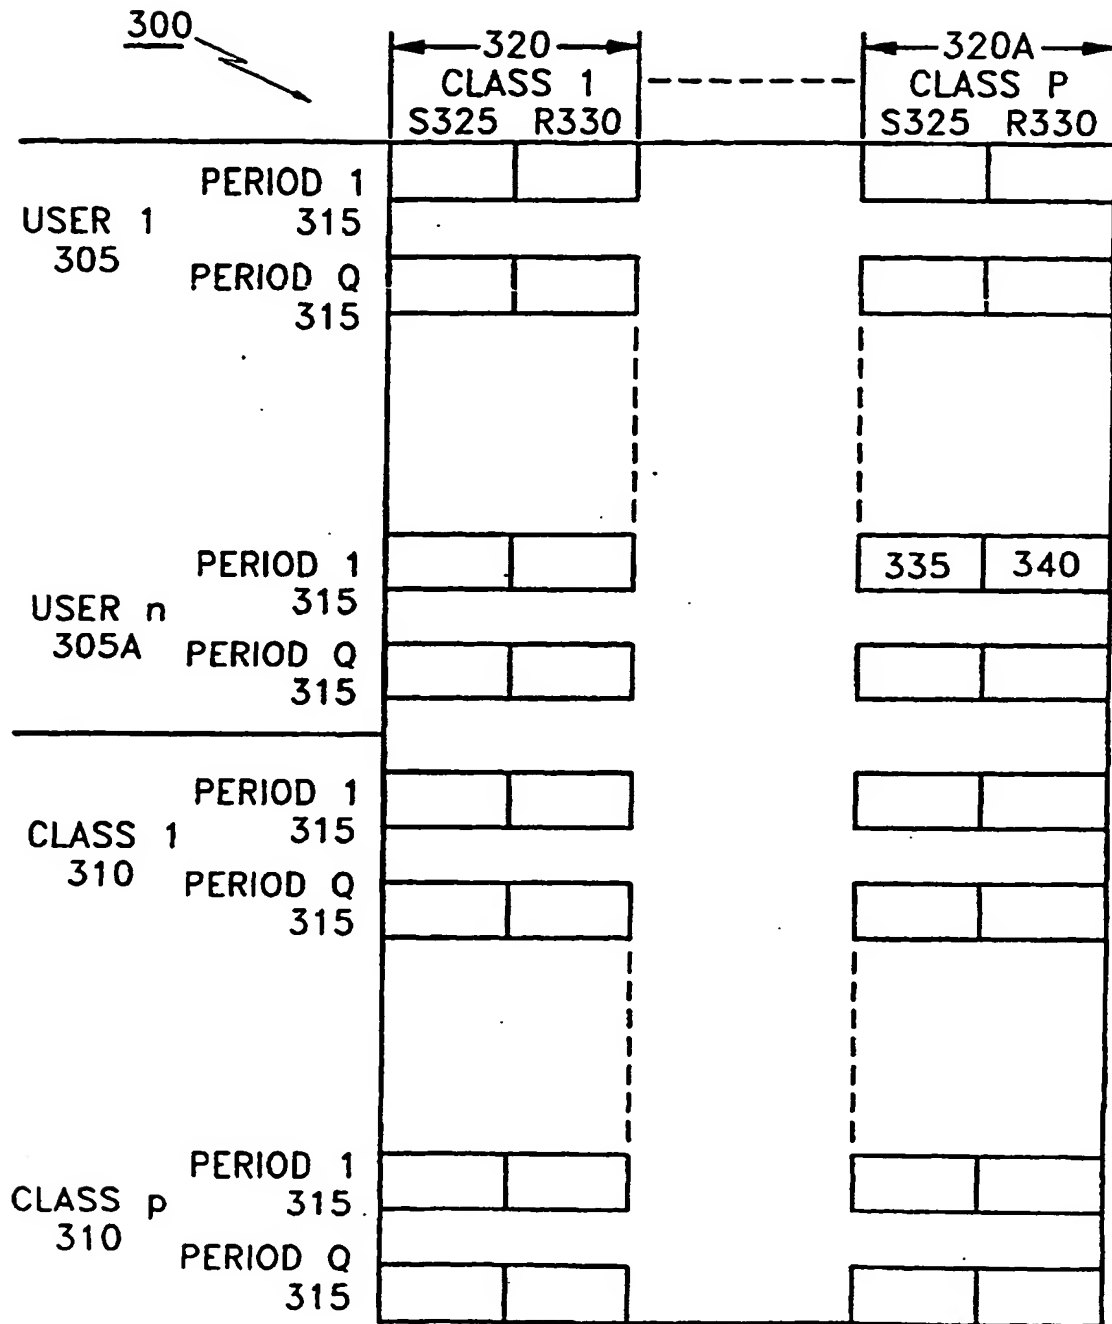 300
320 320A
CLASS 1 CLASS P
S325 R330 S325 R330
PERIOD 1
315
USER 1
305
PERIOD Q
315
PERIOD 1
315
335 340
USER n
305A
PERIOD Q
315
PERIOD 1
315
CLASS 1
310
PERIOD Q
315
PERIOD 1
315
CLASS p
310
PERIOD Q
315